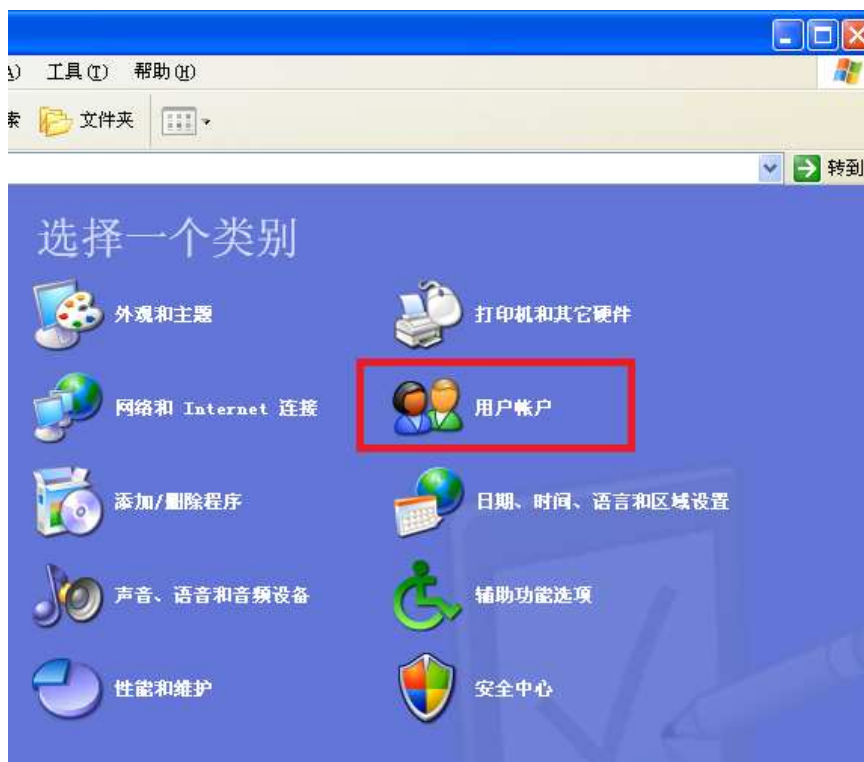 工具(T) 帮助(H)
文件夹
转到
选择一个类别
外观和主题
打印机和其它硬件
网络和 Internet 连接
用户帐户
添加/删除程序
日期、时间、语言和区域设置
声音、语音和音频设备
辅助功能选项
性能和维护
安全中心